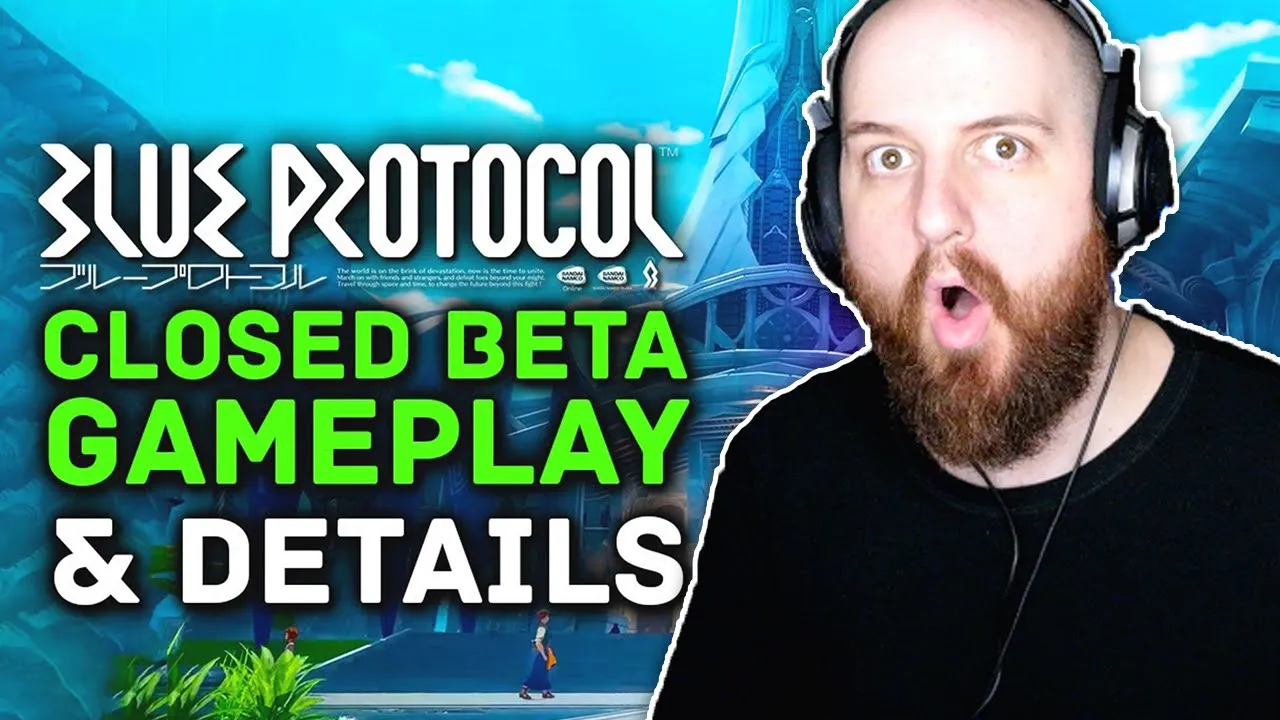 BLUE PROTOCOL™
ブループロトコル
The world is on the brink of devastation, now is the time to unite.
March on with friends and strangers, and defeat foes beyond your might.
Travel through space and time, to change the future beyond this fight!
BANDAI NAMCO Online
BANDAI NAMCO
CLOSED BETA
GAMEPLAY
& DETAILS